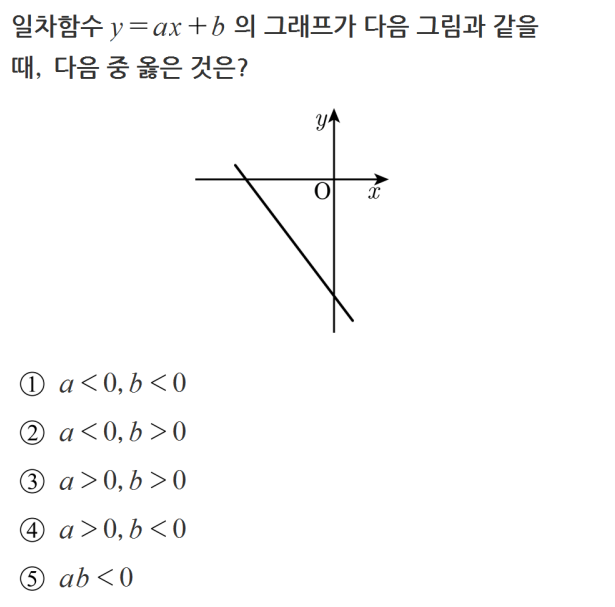 일차함수 y=ax+b 의 그래프가 다음 그림과 같을
때, 다음 중 옳은 것은?
y
O
x
① a<0, b<0
② a<0, b>0
③ a>0, b>0
④ a>0, b<0
⑤ ab<0